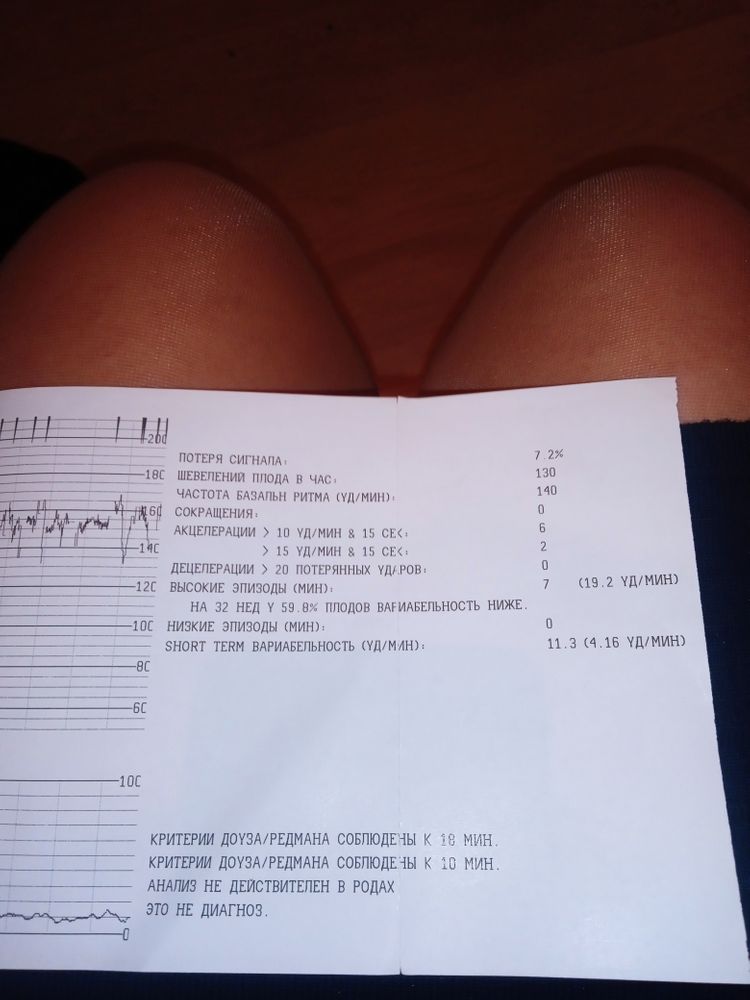 200
180
160
140
120
100
80
60
100
0
ПОТЕРЯ СИГНАЛА: 7.2%
ШЕВЕЛЕНИЙ ПЛОДА В ЧАС: 130
ЧАСТОТА БАЗАЛЬН РИТМА (УД/МИН): 140
СОКРАЩЕНИЯ: 0
АКЦЕЛЕРАЦИИ > 10 УД/МИН & 15 СЕК: 6
> 15 УД/МИН & 15 СЕК: 2
ДЕЦЕЛЕРАЦИИ > 20 ПОТЕРЯННЫХ УДАРОВ: 0
ВЫСОКИЕ ЭПИЗОДЫ (МИН): 7 (19.2 УД/МИН)
НА 32 НЕД У 59.8% ПЛОДОВ ВАРИАБЕЛЬНОСТЬ НИЖЕ.
НИЗКИЕ ЭПИЗОДЫ (МИН): 0
SHORT TERM ВАРИАБЕЛЬНОСТЬ (УД/МИН): 11.3 (4.16 УД/МИН)
КРИТЕРИИ ДОУЗА/РЕДМАНА СОБЛЮДЕНЫ К 18 МИН.
КРИТЕРИИ ДОУЗА/РЕДМАНА СОБЛЮДЕНЫ К 10 МИН.
АНАЛИЗ НЕ ДЕЙСТВИТЕЛЕН В РОДАХ
ЭТО НЕ ДИАГНОЗ.